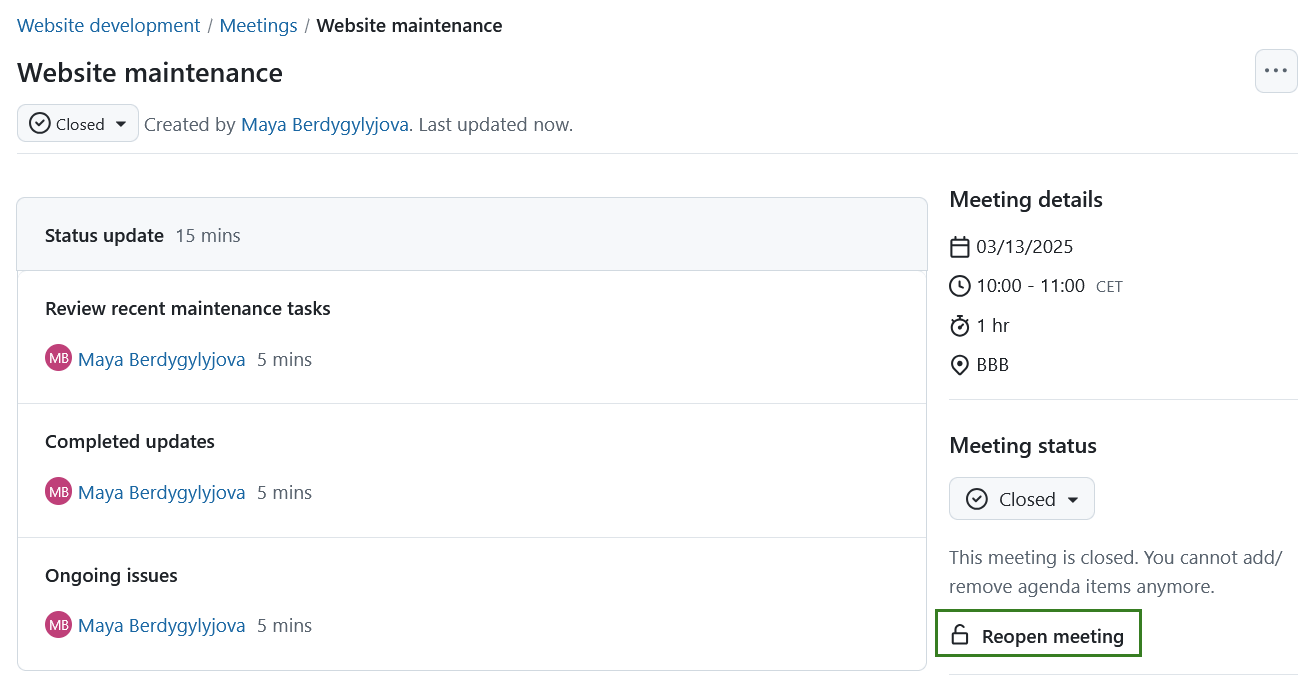 Website development / Meetings / Website maintenance
Website maintenance
Closed Created by Maya Berdygylyjova. Last updated now.
Status update 15 mins
Review recent maintenance tasks
MB Maya Berdygylyjova 5 mins
Completed updates
MB Maya Berdygylyjova 5 mins
Ongoing issues
MB Maya Berdygylyjova 5 mins
Meeting details
03/13/2025
10:00 - 11:00 CET
1 hr
BBB
Meeting status
Closed
This meeting is closed. You cannot add/
remove agenda items anymore.
Reopen meeting